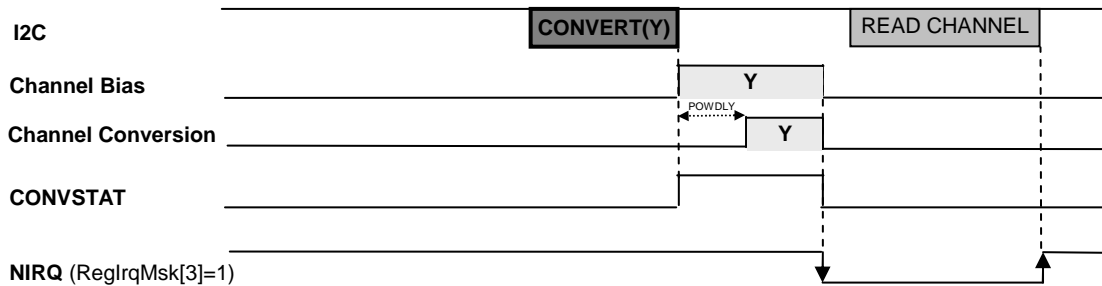 I2C
CONVERT(Y)
READ CHANNEL
Channel Bias
Y
POWDLY
Channel Conversion
Y
CONVSTAT
NIRQ (RegIrqMsk[3]=1)